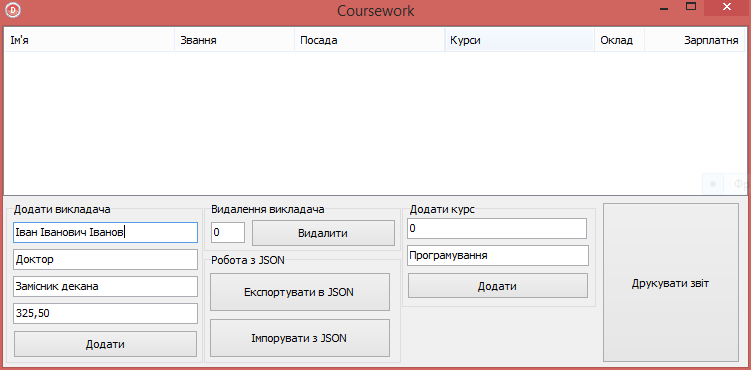 Coursework
Ім'я Звання Посада Курси Оклад Зарплатня
Додати викладача
Іван Іванович Іванов
Доктор
Замісник декана
325,50
Додати
Видалення викладача
0 Видалити
Робота з JSON
Експортувати в JSON
Імпорувати з JSON
Додати курс
0
Програмування
Додати
Друкувати звіт